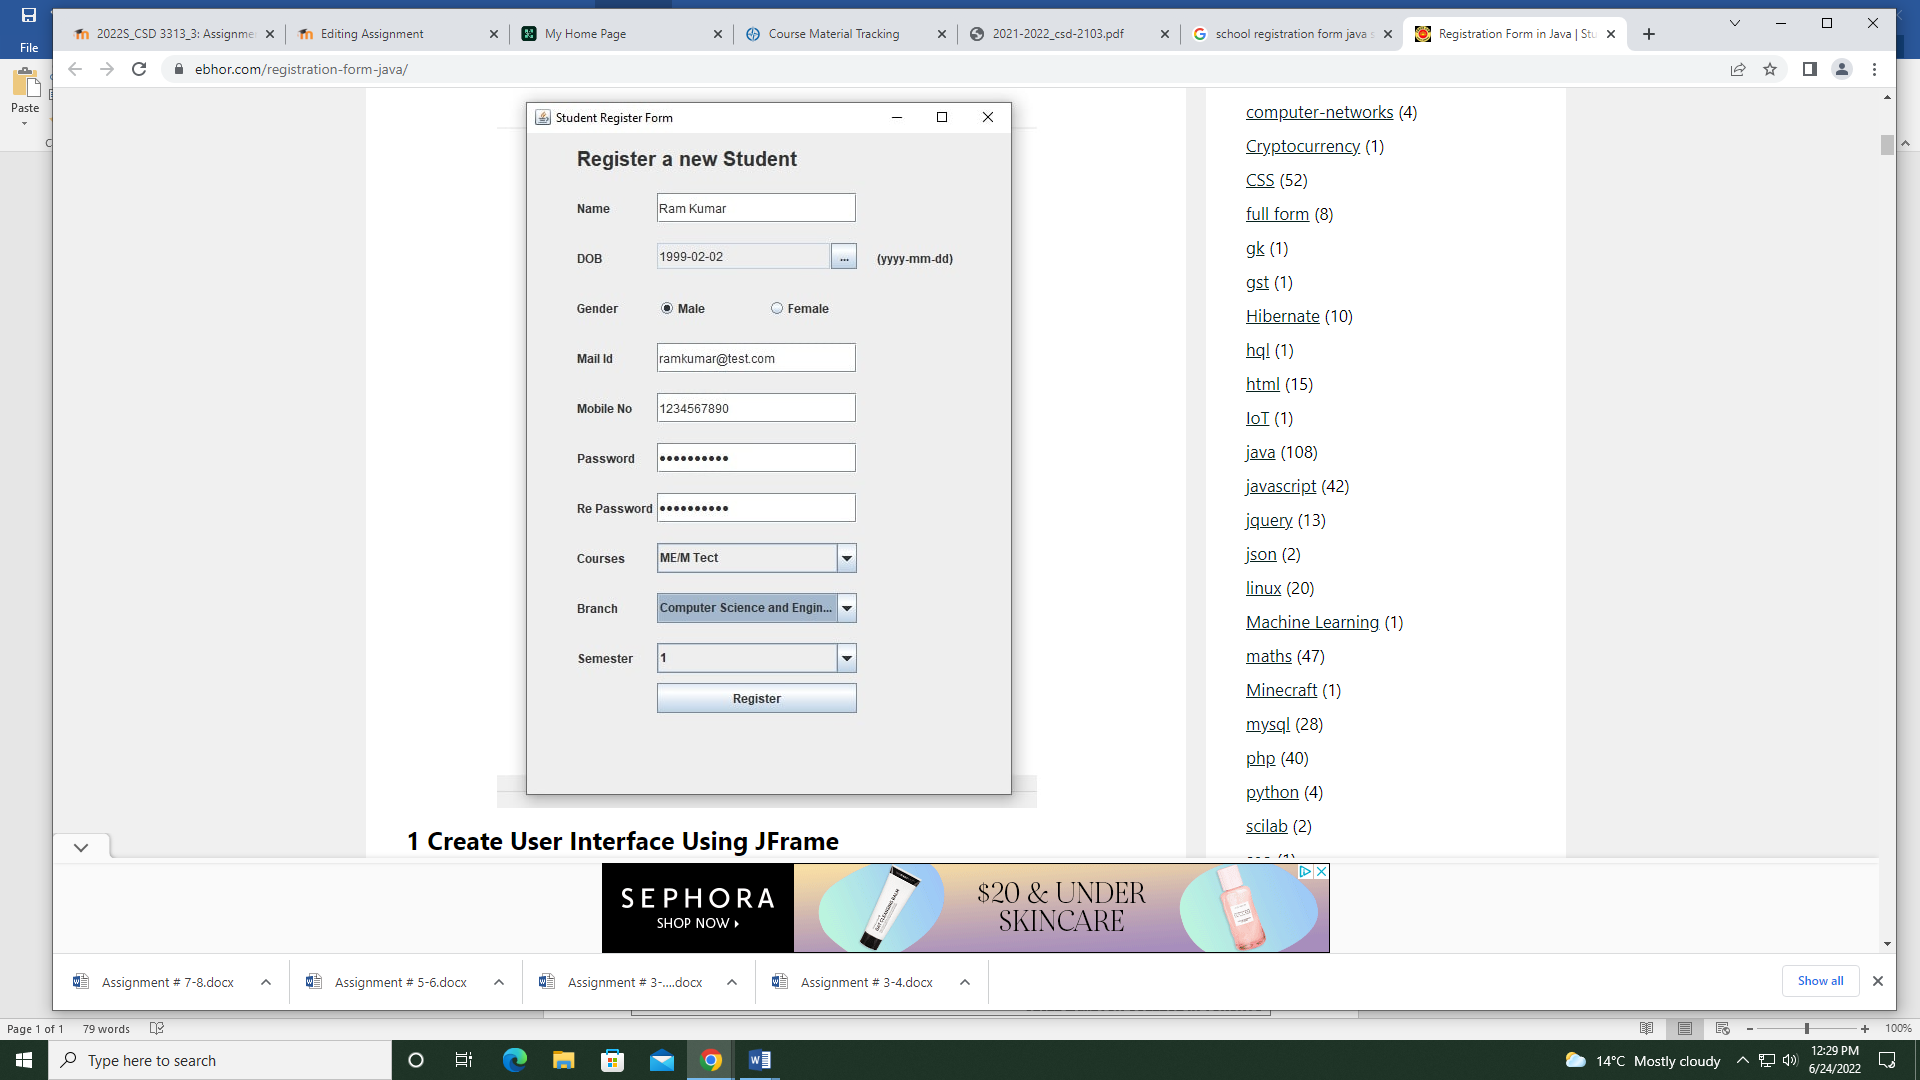 File
Paste
2022S_CSD 3313_3: Assignme
Editing Assignment
My Home Page
Course Material Tracking
2021-2022_csd-2103.pdf
school registration form java s
Registration Form in Java | Stu
ebhor.com/registration-form-java/
Student Register Form
Register a new Student
Name Ram Kumar
DOB 1999-02-02 ... (yyyy-mm-dd)
Gender Male Female
Mail Id ramkumar@test.com
Mobile No 1234567890
Password ••••••••••
Re Password ••••••••••
Courses ME/M Tect
Branch Computer Science and Engin...
Semester 1
Register
1 Create User Interface Using JFrame
computer-networks (4)
Cryptocurrency (1)
CSS (52)
full form (8)
gk (1)
gst (1)
Hibernate (10)
hql (1)
html (15)
IoT (1)
java (108)
javascript (42)
jquery (13)
json (2)
linux (20)
Machine Learning (1)
maths (47)
Minecraft (1)
mysql (28)
php (40)
python (4)
scilab (2)
SEPHORA
SHOP NOW
$20 & UNDER
SKINCARE
Assignment # 7-8.docx
Assignment # 5-6.docx
Assignment # 3-....docx
Assignment # 3-4.docx
Show all
Page 1 of 1 79 words 100%
Type here to search
14°C Mostly cloudy
12:29 PM
6/24/2022